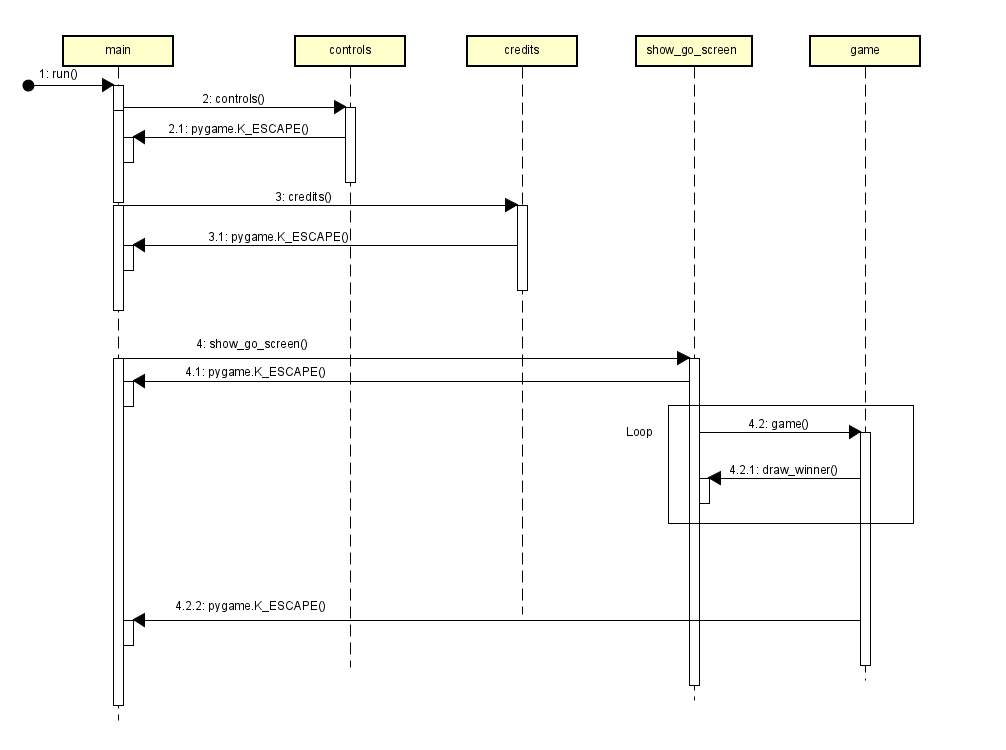 main
controls
credits
show_go_screen
game
1: run()
2: controls()
2.1: pygame.K_ESCAPE()
3: credits()
3.1: pygame.K_ESCAPE()
4: show_go_screen()
4.1: pygame.K_ESCAPE()
Loop
4.2: game()
4.2.1: draw_winner()
4.2.2: pygame.K_ESCAPE()